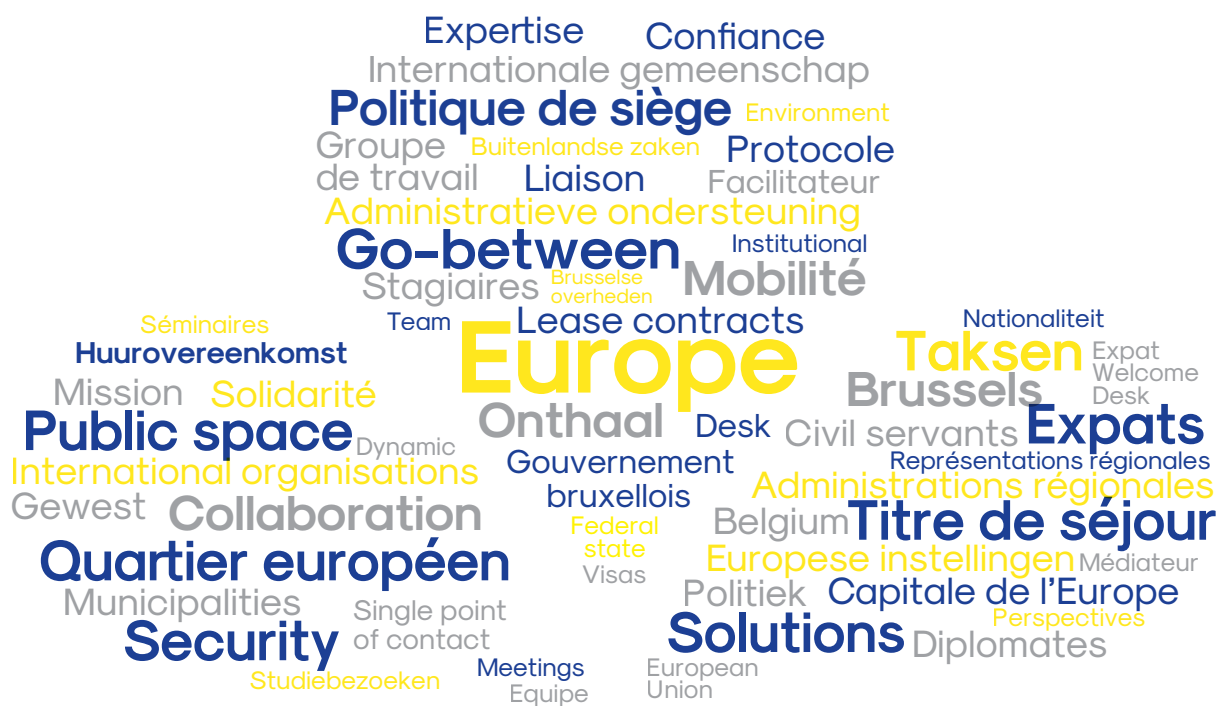 Expertise
Confiance
Internationale gemeenschap
Politique de siège
Environment
Groupe
de travail
Buitenlandse zaken
Protocole
Liaison
Facilitateur
Administratieve ondersteuning
Go-between
Institutional
Stagiaires
Brusselse
overheden
Mobilité
Séminaires
Team
Lease contracts
Nationaliteit
Huurovereenkomst
Europe
Taksen
Expat
Welcome
Desk
Mission
Solidarité
Brussels
Public space
Dynamic
Onthaal
Desk
Civil servants
Expats
International organisations
Gouvernement
bruxellois
Représentations régionales
Administrations régionales
Gewest
Collaboration
Federal
state
Belgium
Titre de séjour
Quartier européen
Visas
Europese instellingen
Médiateur
Municipalities
Single point
of contact
Politiek
Capitale de l’Europe
Perspectives
Security
Solutions
Diplomates
Studiebezoeken
Meetings
Equipe
European
Union